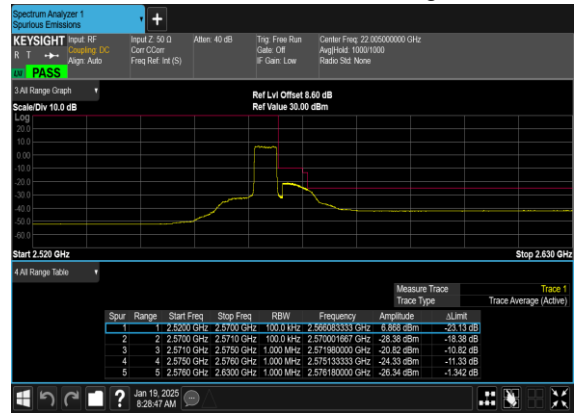 Spectrum Analyzer 1
Spurious Emissions
KEYSIGHT Input: RF Input Z: 50 Ω Atten: 40 dB Trig: Free Run Center Freq: 22.005000000 GHz
R T Coupling: DC Corr CCorr Gate: Off Avg|Hold: 1000/1000
Align: Auto Freq Ref: Int (S) IF Gain: Low Radio Std: None
PASS
3 All Range Graph
Ref Lvl Offset 8.60 dB
Scale/Div 10.0 dB Ref Value 30.00 dBm
Log
20.0
10.0
0.00
-10.0
-20.0
-30.0
-40.0
-50.0
-60.0
Start 2.520 GHz Stop 2.630 GHz
4 All Range Table
Measure Trace Trace 1
Trace Type Trace Average (Active)
Spur Range Start Freq Stop Freq RBW Frequency Amplitude ΔLimit
1 1 2.5200 GHz 2.5700 GHz 100.0 kHz 2.566083333 GHz 6.868 dBm -23.13 dB
2 2 2.5700 GHz 2.5710 GHz 100.0 kHz 2.570001667 GHz -28.38 dBm -18.38 dB
3 3 2.5710 GHz 2.5750 GHz 1.000 MHz 2.571980000 GHz -20.82 dBm -10.82 dB
4 4 2.5750 GHz 2.5760 GHz 1.000 MHz 2.575133333 GHz -24.33 dBm -11.33 dB
5 5 2.5760 GHz 2.6300 GHz 1.000 MHz 2.576180000 GHz -26.34 dBm -1.342 dB
Jan 19, 2025
8:28:47 AM